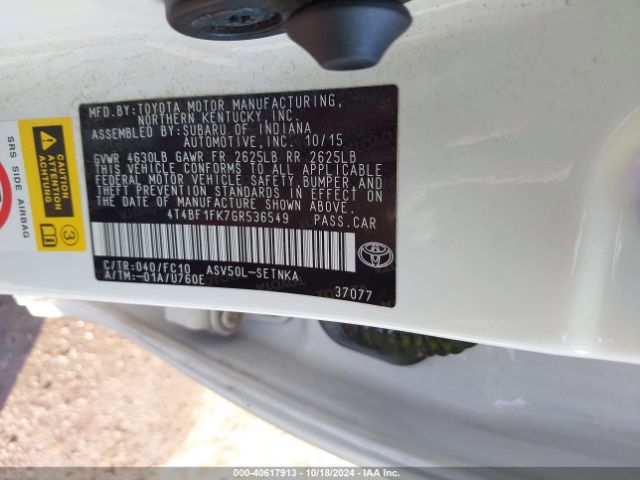 MFD.BY:TOYOTA MOTOR MANUFACTURING,
NORTHERN KENTUCKY,INC.
ASSEMBLED BY:SUBARU OF INDIANA
AUTOMOTIVE,INC. 10/15
GVWR 4630LB GAWR FR 2625LB RR 2625LB
THIS VEHICLE CONFORMS TO ALL APPLICABLE
FEDERAL MOTOR VEHICLE SAFETY,BUMPER,AND
THEFT PREVENTION STANDARDS IN EFFECT ON
THE DATE OF MANUFACTURE SHOWN ABOVE.
4T4BF1FK7GR536549 PASS.CAR
C/TR:040/FC10 ASV50L-SETNKA
A/TM:-01A/U760E
37077
SRS SIDE AIRBAG
CAUTION
ATTENTION
ACHTUNG
3
000-40617913 | 10/18/2024 | IAA Inc.